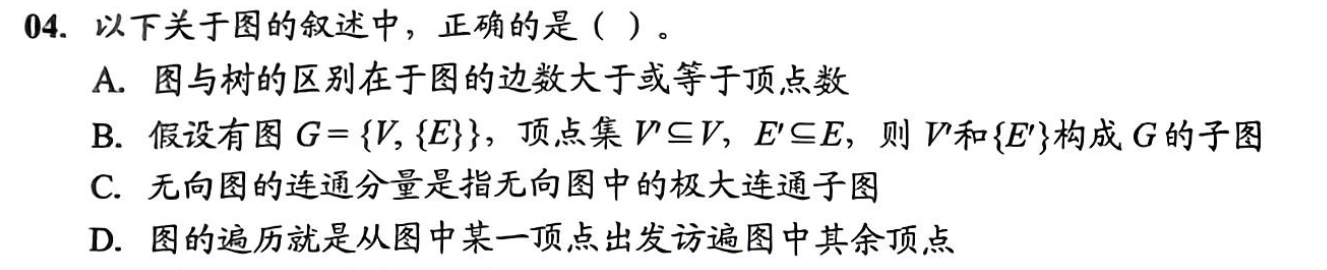 04. 以下关于图的叙述中，正确的是（ ）。
A. 图与树的区别在于图的边数大于或等于顶点数
B. 假设有图 G = {V, {E}}，顶点集 V'⊆V，E'⊆E，则 V'和{E'}构成 G 的子图
C. 无向图的连通分量是指无向图中的极大连通子图
D. 图的遍历就是从图中某一顶点出发访遍图中其余顶点